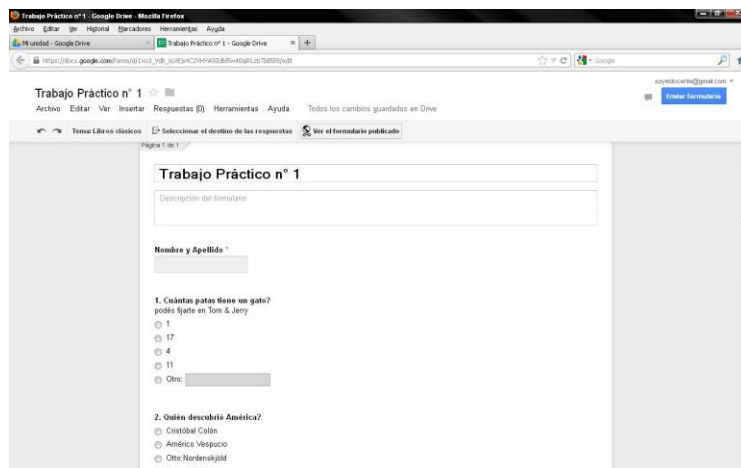 Trabajo Práctico n° 1 - Google Drive - Mozilla Firefox
Archivo Editar Ver Historial Marcadores Herramientas Ayuda
Mi unidad - Google Drive × Trabajo Práctico n° 1 - Google Drive × +
Google
soyeldocente@gmail.com
Trabajo Práctico n° 1
Enviar formulario
Archivo Editar Ver Insertar Respuestas (0) Herramientas Ayuda Todos los cambios guardados en Drive
Tema: Libros clásicos Seleccionar el destino de las respuestas Ver el formulario publicado
Página 1 de 1
Trabajo Práctico n° 1
Descripción del formulario
Nombre y Apellido *
1. Cuántas patas tiene un gato?
podés fijarte en Tom & Jerry
1
17
4
11
Otro:
2. Quién descubrió América?
Cristóbal Colón
Américo Vespucio
Otto Nordenskjöld